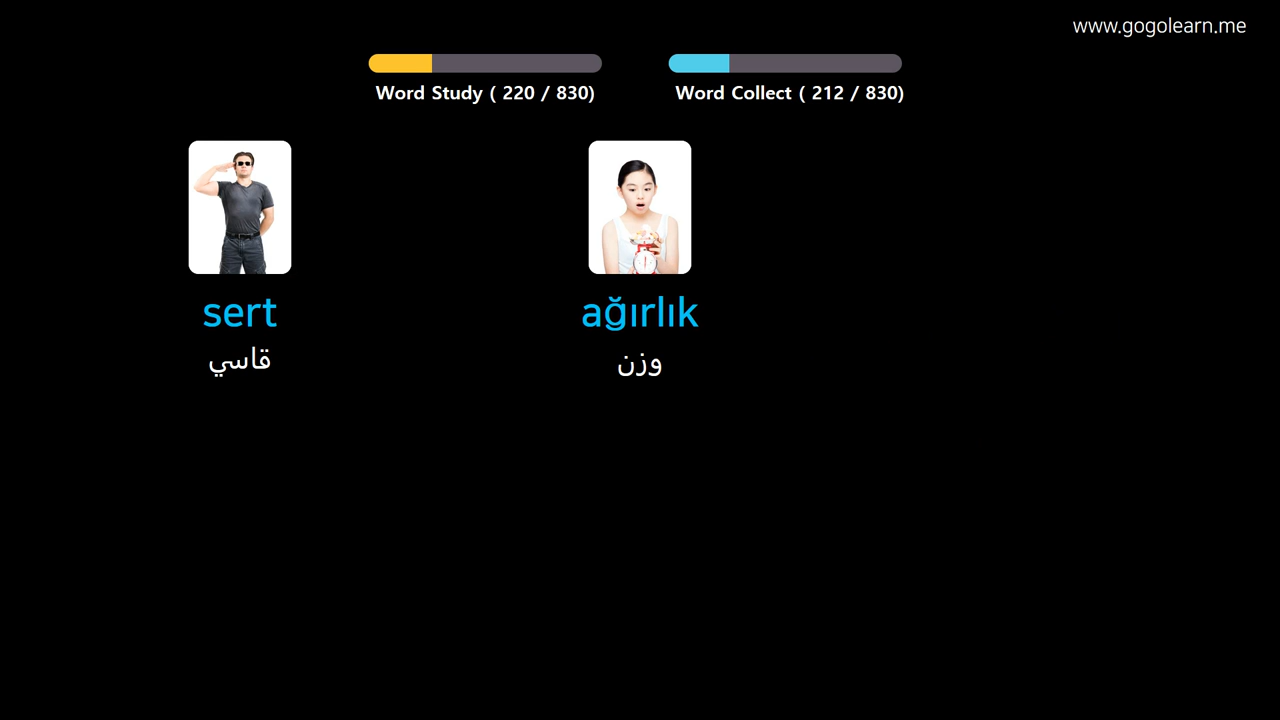 www.gogolearn.me
Word Study ( 220 / 830)
Word Collect ( 212 / 830)
sert
قاسي
ağırlık
وزن